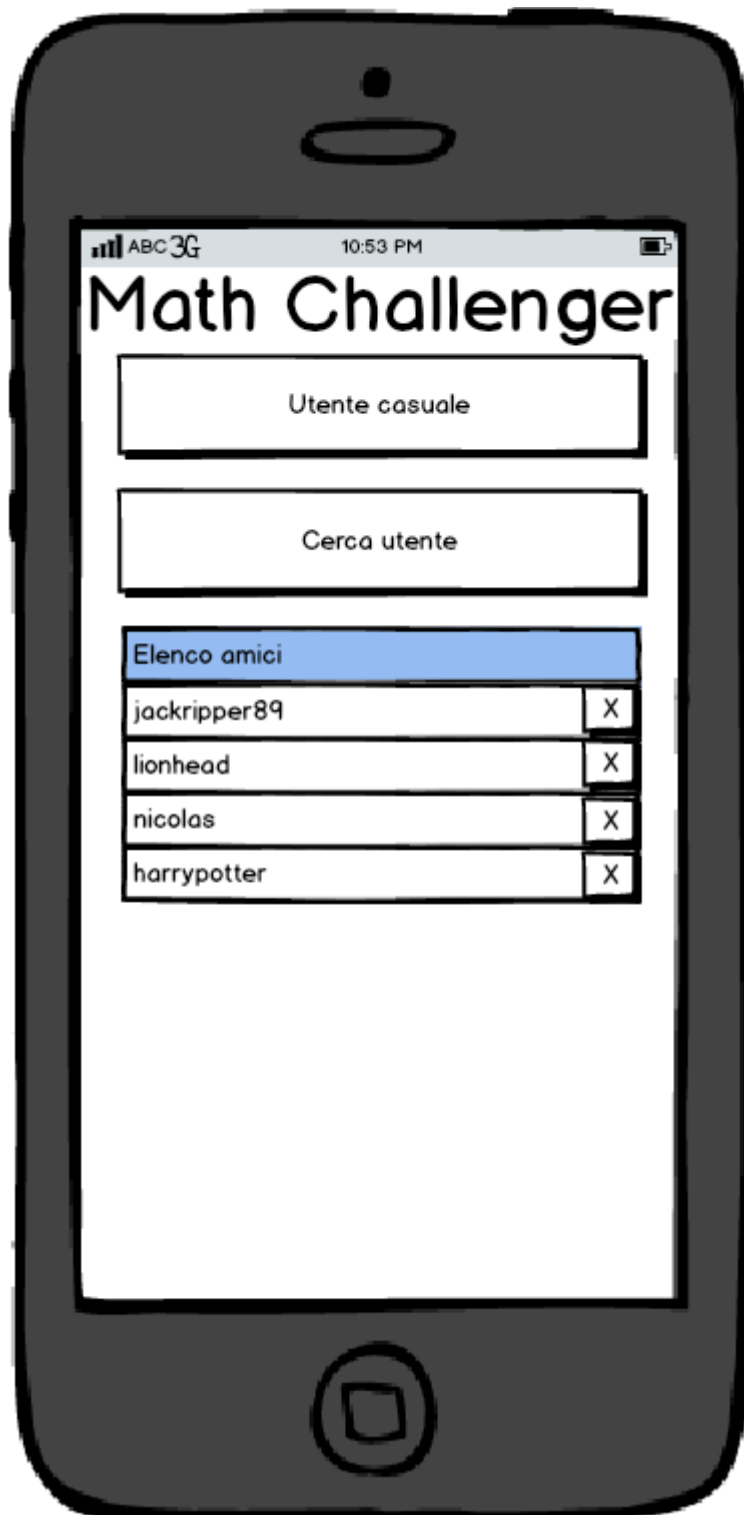 ABC 3G 10:53 PM
Math Challenger
Utente casuale
Cerca utente
Elenco amici
jackripper89 X
lionhead X
nicolas X
harrypotter X